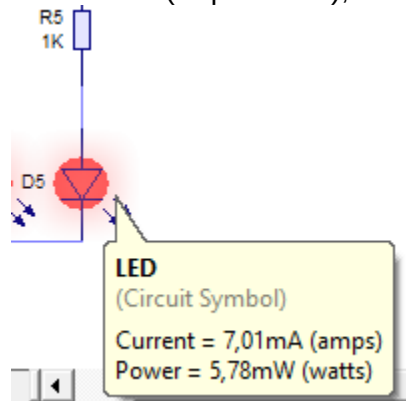 R5
1K
D5
LED
(Circuit Symbol)
Current = 7,01mA (amps)
Power = 5,78mW (watts)